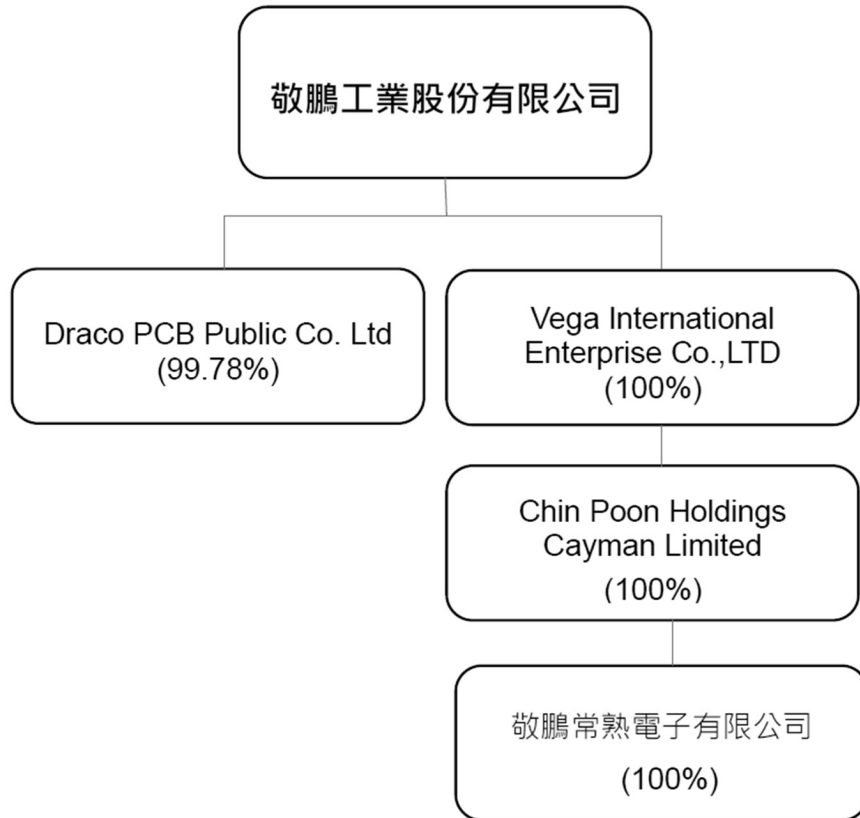 敬鵬工業股份有限公司
Draco PCB Public Co. Ltd
(99.78%)
Vega International
Enterprise Co.,LTD
(100%)
Chin Poon Holdings
Cayman Limited
(100%)
敬鵬常熟電子有限公司
(100%)